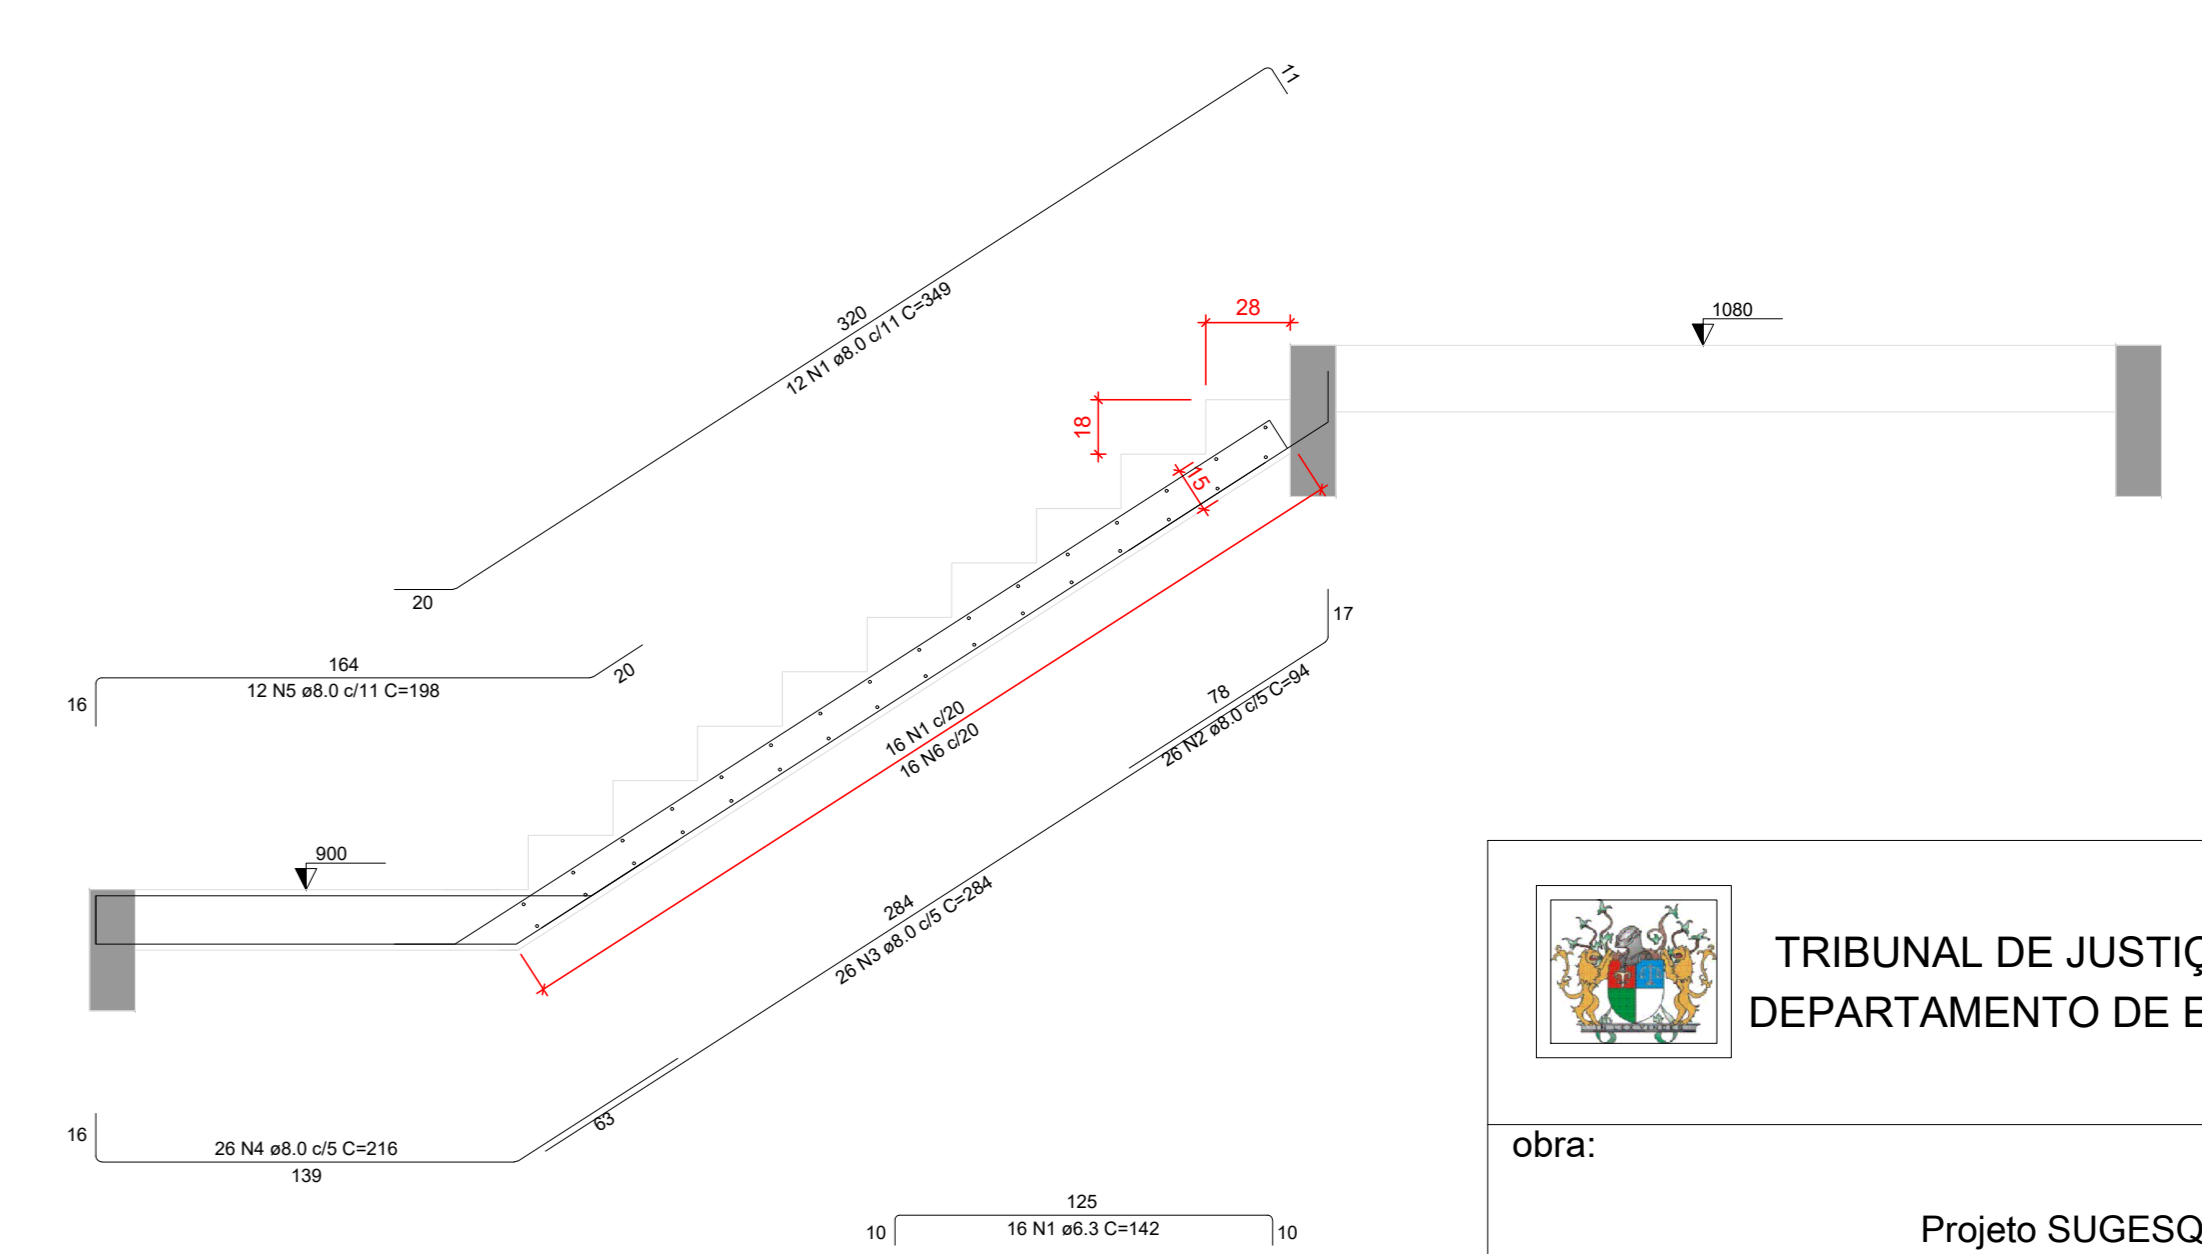 11
320
12 N1 ø8.0 c/11 C=349
20
28
1080
18
15
164
12 N5 ø8.0 c/11 C=198
20
16
17
78
26 N2 ø8.0 c/5 C=94
16 N1 c/20
16 N6 c/20
900
284
26 N3 ø8.0 c/5 C=284
TRIBUNAL DE JUSTIÇ
DEPARTAMENTO DE E
63
16
26 N4 ø8.0 c/5 C=216
139
obra:
125
10
16 N1 ø6.3 C=142
10
Projeto SUGESQ